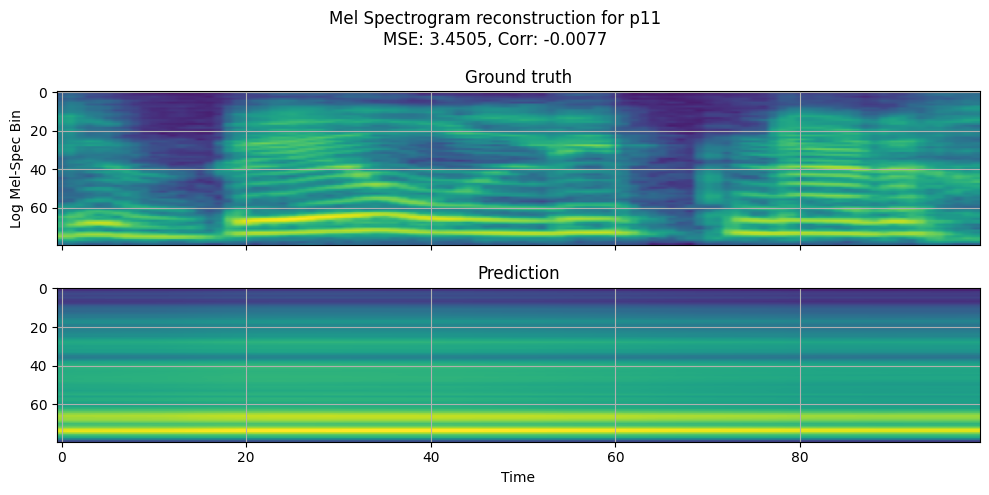 Mel Spectrogram reconstruction for p11
MSE: 3.4505, Corr: -0.0077
Ground truth
0
20
40
60
Log Mel-Spec Bin
Prediction
0
20
40
60
0 20 40 60 80
Time